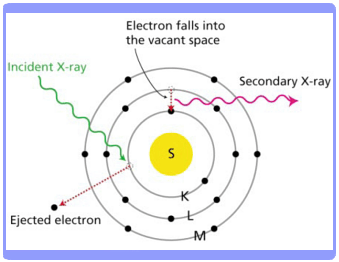 Electron falls into
the vacant space
Incident X-ray
Secondary X-ray
S
K
Ejected electron
L
M